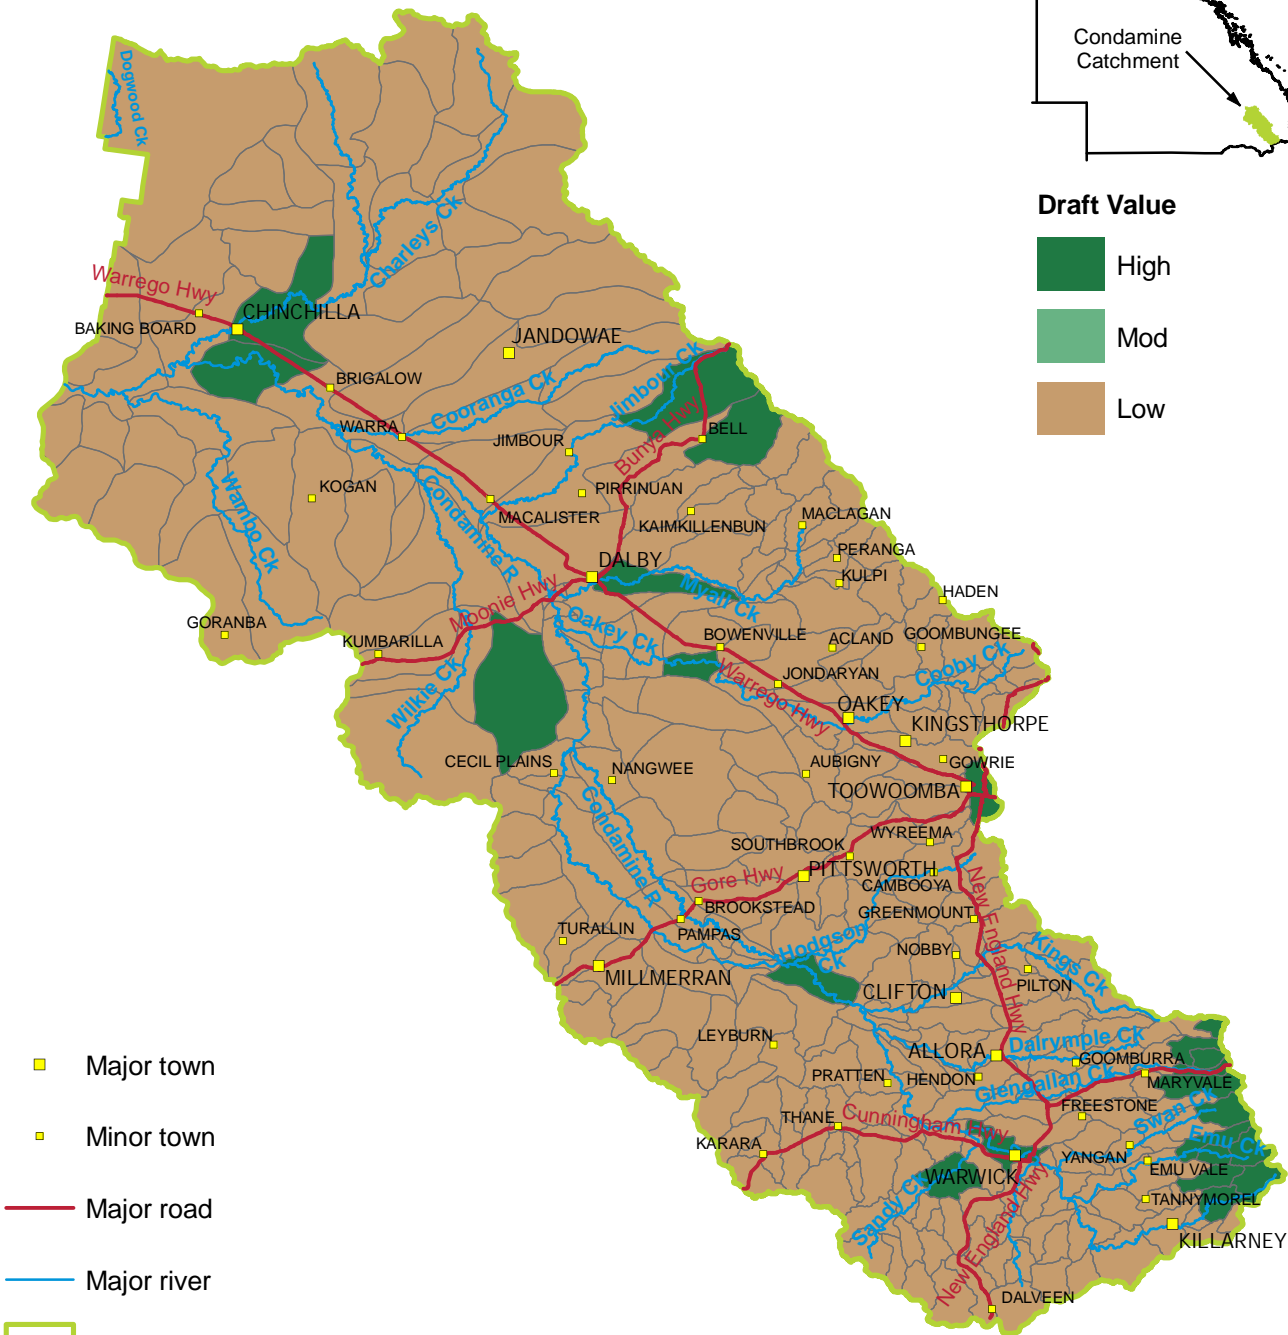 Condamine
Catchment
Draft Value
High
Mod
Low
Dogwood Ck
Charleys Ck
Warrego Hwy
CHINCHILLA
BAKING BOARD
JANDOWAE
BRIGALOW
Cooranga Ck
Jimbour Ck
WARRA
JIMBOUR
Bunya Hwy
BELL
KOGAN
Wambo Ck
Condamine R
PIRRINUAN
MACALISTER
KAIMKILLENBUN
MACLAGAN
PERANGA
KULPI
DALBY
Myall Ck
HADEN
Moonie Hwy
GORANBA
KUMBARILLA
Oakey Ck
BOWENVILLE
ACLAND
GOOMBUNGEE
Cooby Ck
JONDARYAN
Warrego Hwy
Wilkie Ck
OAKEY
KINGSTHORPE
CECIL PLAINS
NANGWEE
AUBIGNY
GOWRIE
TOOWOOMBA
Condamine R
WYREEMA
SOUTHBROOK
PITTSWORTH
Gore Hwy
CAMBOOYA
BROOKSTEAD
GREENMOUNT
New England Hwy
TURALLIN
PAMPAS
Hodgson
Ck
NOBBY
Kings Ck
MILLMERRAN
CLIFTON
PILTON
LEYBURN
ALLORA
Dalrymple Ck
GOOMBURRA
PRATTEN
HENDON
Glengallan Ck
MARYVALE
THANE
Cunningham Hwy
FREESTONE
Swan Ck
KARARA
YANGAN
Emu Ck
EMU VALE
WARWICK
Sandy Ck
New England Hwy
TANNYMOREL
KILLARNEY
DALVEEN
Major town
Minor town
Major road
Major river